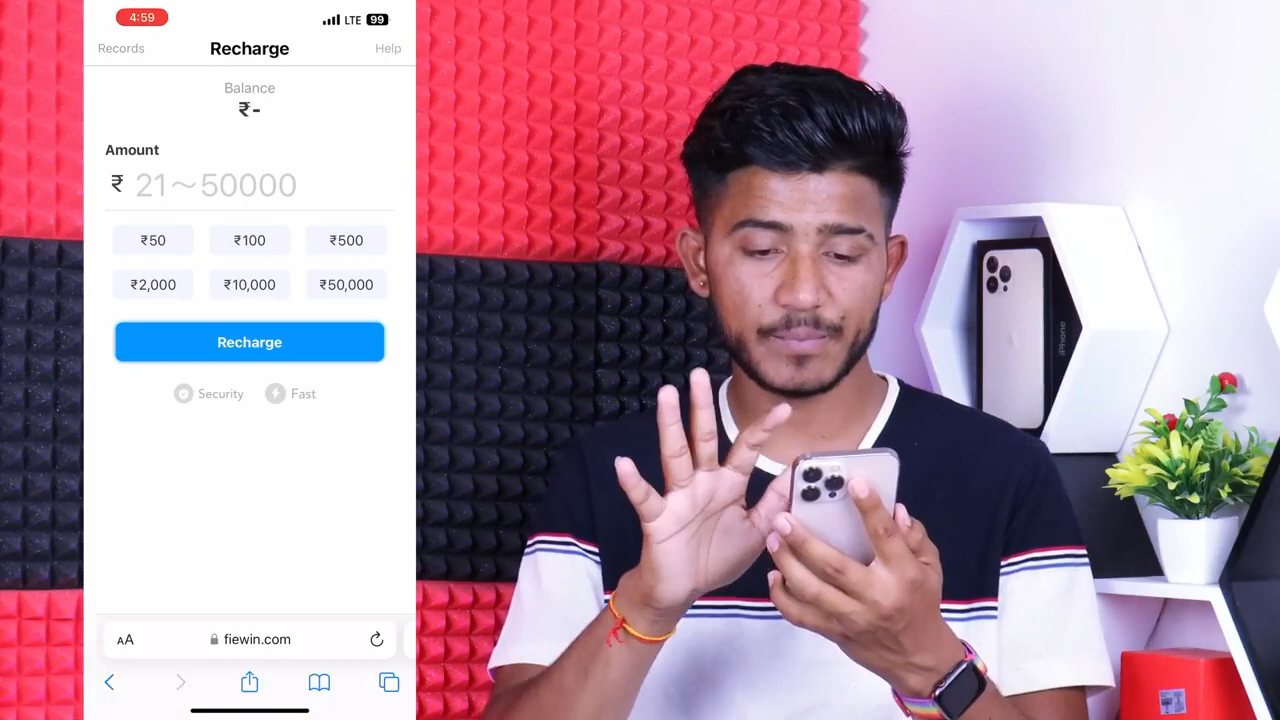 4:59
LTE 99
Records Recharge Help
Balance
₹-
Amount
₹ 21～50000
₹50 ₹100 ₹500
₹2,000 ₹10,000 ₹50,000
Recharge
Security Fast
AA fiewin.com
iPhone